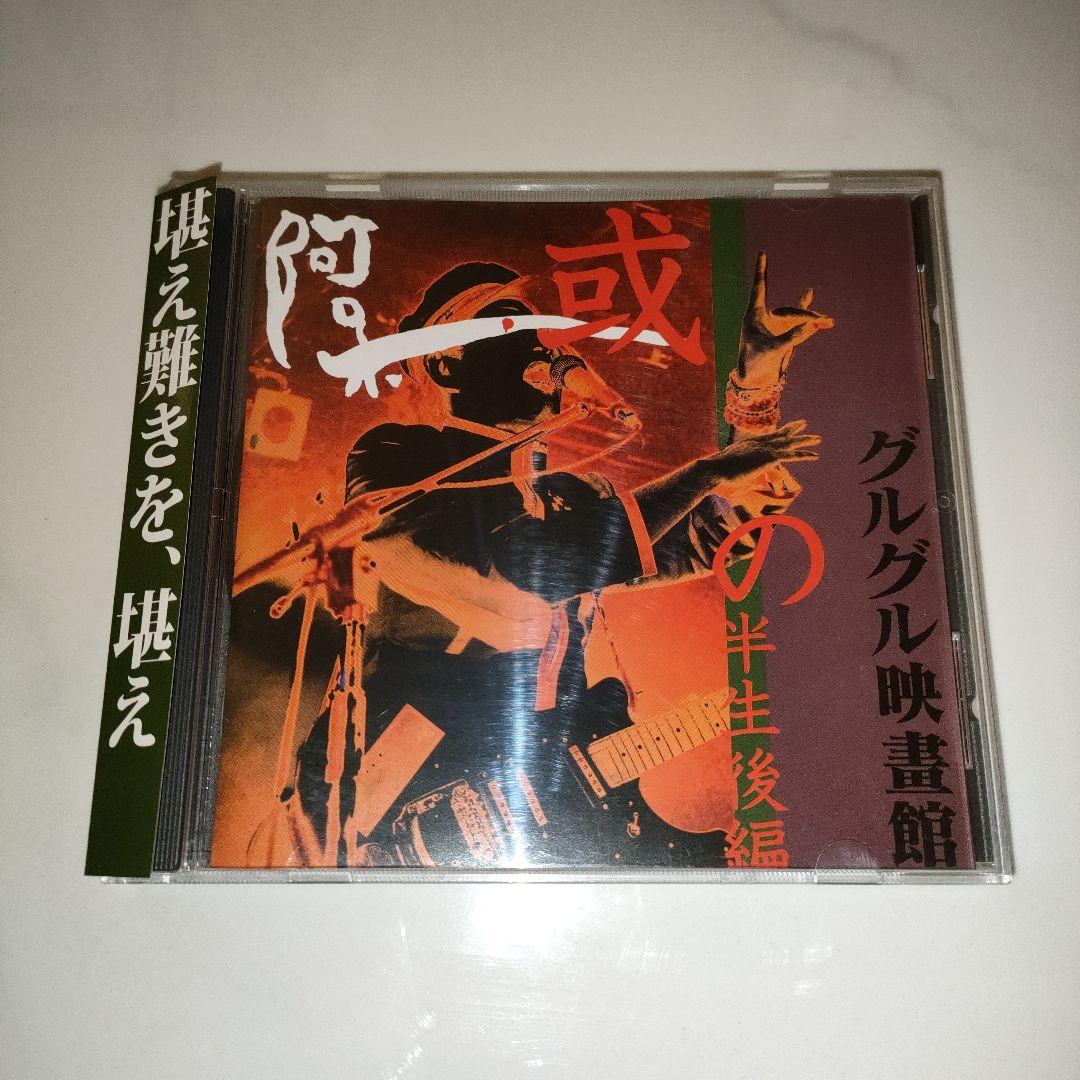 堪え難きを、堪え
或
阿呆
の半生後編
グルグル映畫館